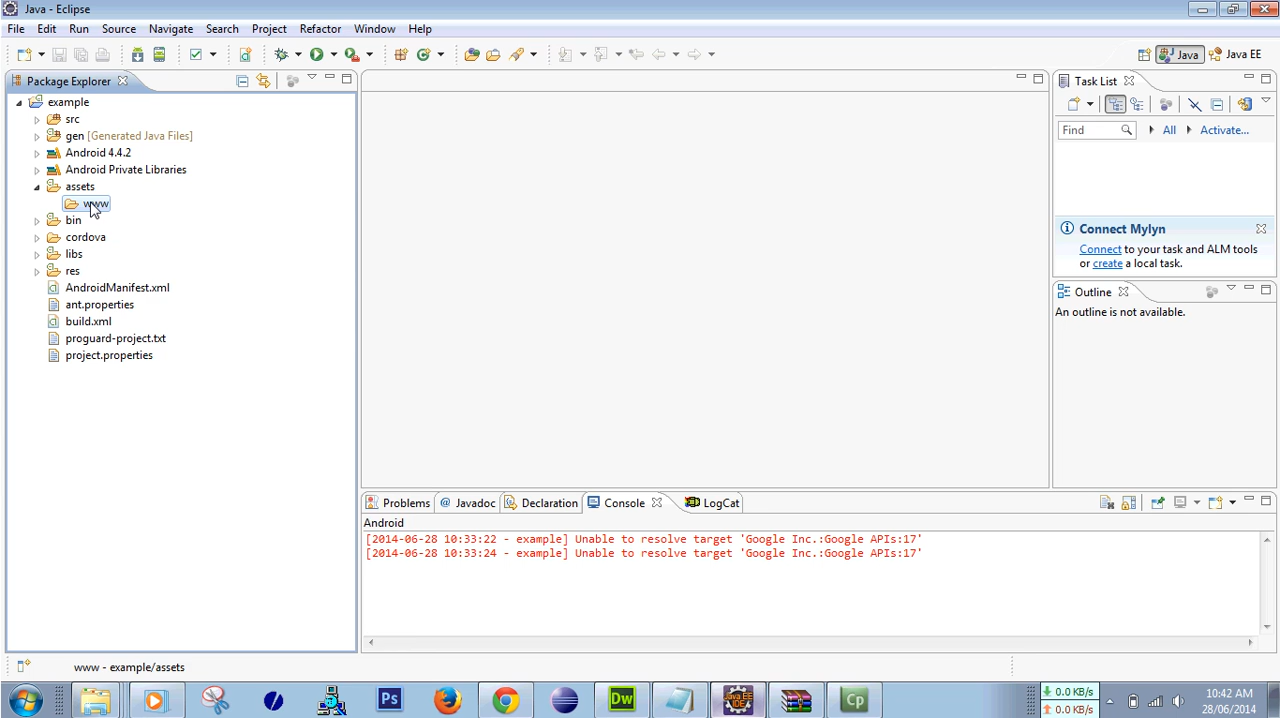 Java - Eclipse
File Edit Run Source Navigate Search Project Refactor Window Help
Java Java EE
Package Explorer
example
src
gen [Generated Java Files]
Android 4.4.2
Android Private Libraries
assets
www
bin
cordova
libs
res
AndroidManifest.xml
ant.properties
build.xml
proguard-project.txt
project.properties
Task List
Find All Activate...
Connect Mylyn
Connect to your task and ALM tools
or create a local task.
Outline
An outline is not available.
Problems @ Javadoc Declaration Console LogCat
Android
[2014-06-28 10:33:22 - example] Unable to resolve target 'Google Inc.:Google APIs:17'
[2014-06-28 10:33:24 - example] Unable to resolve target 'Google Inc.:Google APIs:17'
www - example/assets
Ps Dw Java EE IDE Cp
0.0 KB/s
0.0 KB/s
10:42 AM
28/06/2014